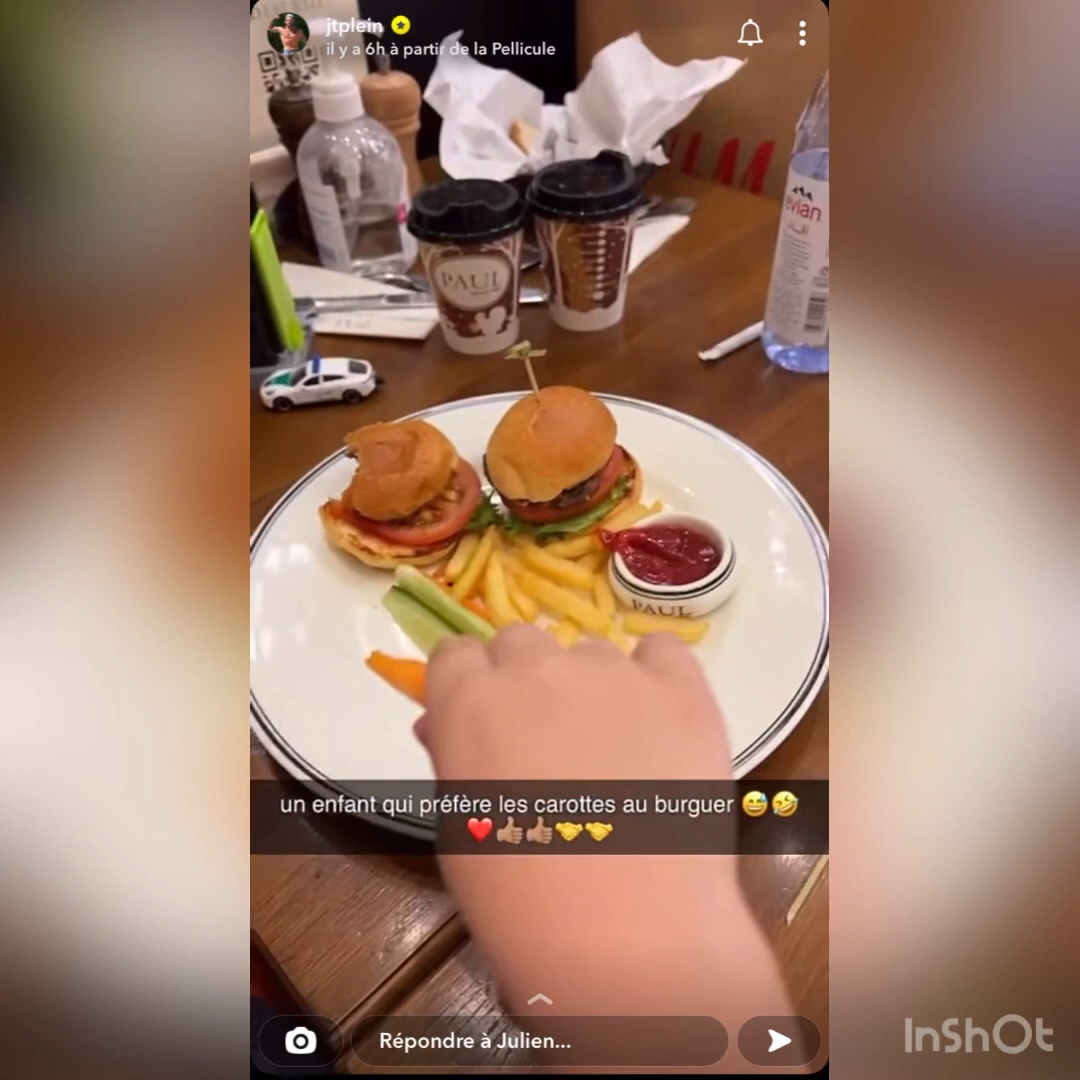 jtplein
il y a 6h à partir de la Pellicule
evian
PAUL
PAUL
un enfant qui préfère les carottes au burguer 😅🤣
❤️👍🏼👍🏼🤝🤝
Répondre à Julien...
InShOt